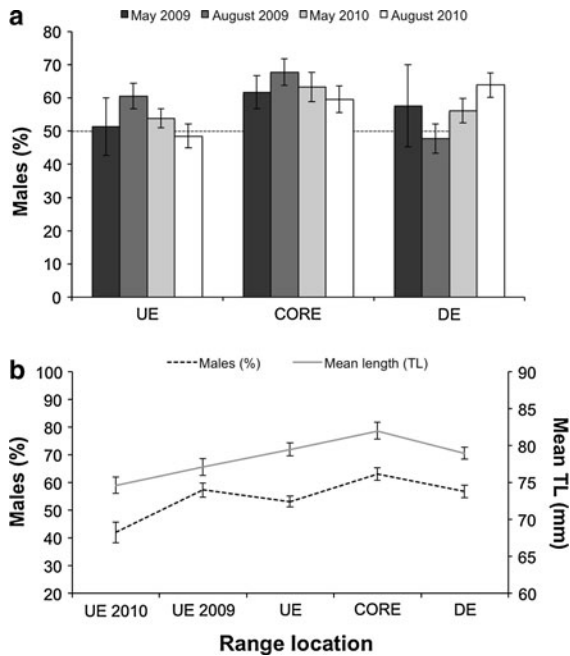 a
May 2009 August 2009 May 2010 August 2010
80
70
60
50
40
30
20
10
0
Males (%)
UE CORE DE
b
Males (%) Mean length (TL)
100 90
90 85
80
70 80
60 75
50 70
40
30 65
20 60
Males (%)
Mean TL (mm)
UE 2010 UE 2009 UE CORE DE
Range location